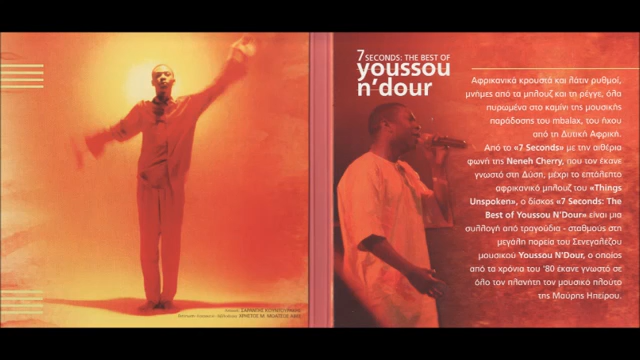 7 SECONDS: THE BEST OF
youssou
n'dour
Αφρικανικά κρουστά και λάτιν ρυθμοί,
μνήμες από τα μπλουζ και τη ρέγγε, όλα
πυρωμένα στο καμίνι της μουσικής
παράδοσης του mbalax, του ήχου
από τη Δυτική Αφρική.
Από το «7 Seconds» με την αιθέρια
φωνή της Neneh Cherry, που τον έκανε
γνωστό στη Δύση, μέχρι το επτάλεπτο
αφρικανικό μπλουζ του «Things
Unspoken», ο δίσκος «7 Seconds: The
Best of Youssou N'Dour» είναι μια
συλλογή από τραγούδια - σταθμούς στη
μεγάλη πορεία του Σενεγαλέζου
μουσικού Youssou N'Dour, ο οποίος
από τα χρόνια του '80 έκανε γνωστό σε
όλο τον πλανήτη τον μουσικό πλούτο
της Μαύρης Ηπείρου.